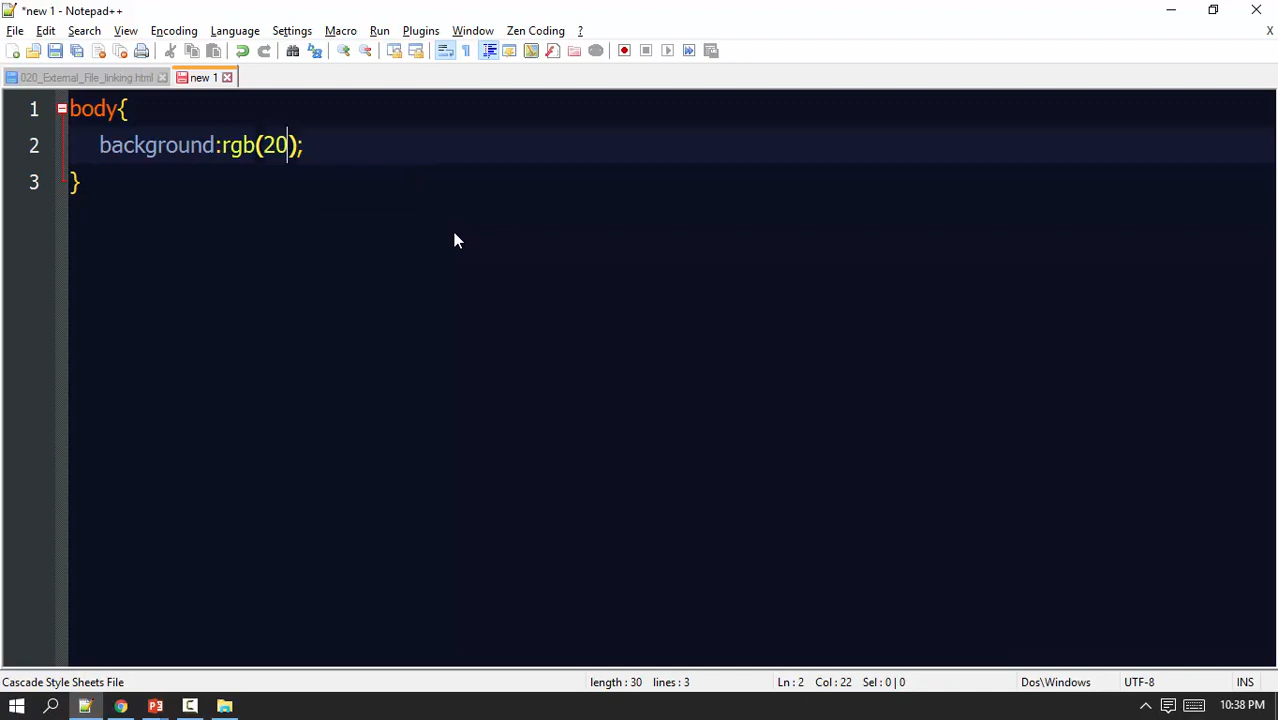 *new 1 - Notepad++
File Edit Search View Encoding Language Settings Macro Run Plugins Window Zen Coding ? X
020_External_File_linking.html new 1
1 body{
2 background:rgb(20);
3 }
Cascade Style Sheets File length : 30 lines : 3 Ln : 2 Col : 22 Sel : 0 | 0 Dos\Windows UTF-8 INS
10:38 PM